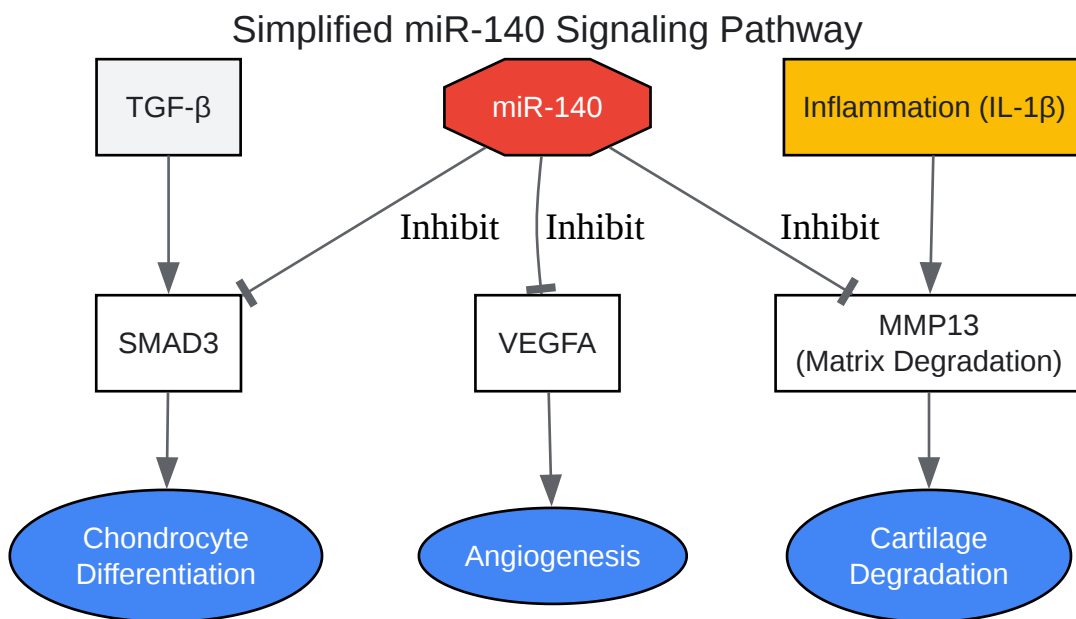 Simplified miR-140 Signaling Pathway
TGF-β
miR-140
Inflammation (IL-1β)
Inhibit
Inhibit
Inhibit
SMAD3
VEGFA
MMP13
(Matrix Degradation)
Chondrocyte
Differentiation
Angiogenesis
Cartilage
Degradation